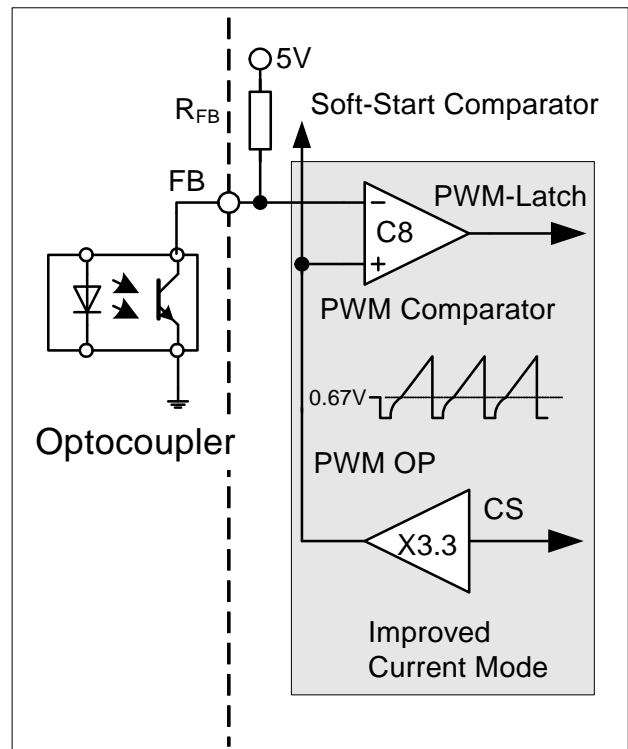 5V
R_FB
Soft-Start Comparator
FB
PWM-Latch
−
C8
+
PWM Comparator
0.67V
Optocoupler
PWM OP
CS
X3.3
Improved
Current Mode